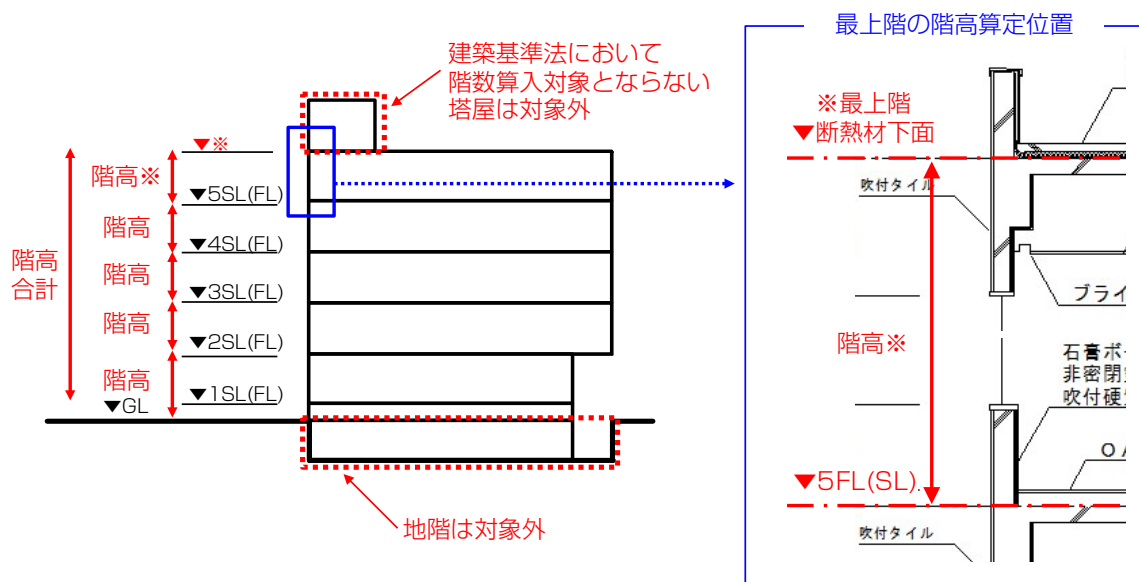 建築基準法において
階数算入対象とならない
塔屋は対象外
▼※
階高※
▼5SL(FL)
階高
▼4SL(FL)
階高
▼3SL(FL)
階高
▼2SL(FL)
階高
▼1SL(FL)
▼GL
階高
合計
地階は対象外
最上階の階高算定位置
※最上階
▼断熱材下面
吹付タイル
階高※
ブライ
石膏ボ
非密閉
吹付硬
OA
▼5FL(SL)
吹付タイル